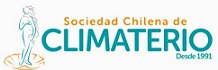 Sociedad Chilena de
CLIMATERIO
Desde 1991